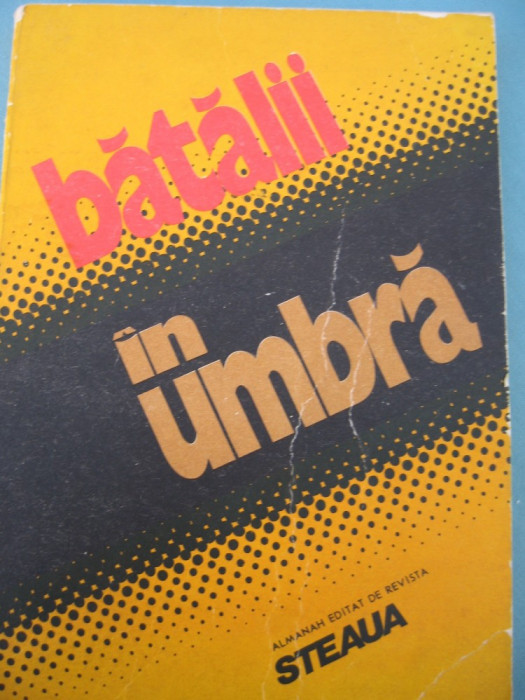 bătălii
în
umbră
ALMANAH EDITAT DE REVISTA
STEAUA